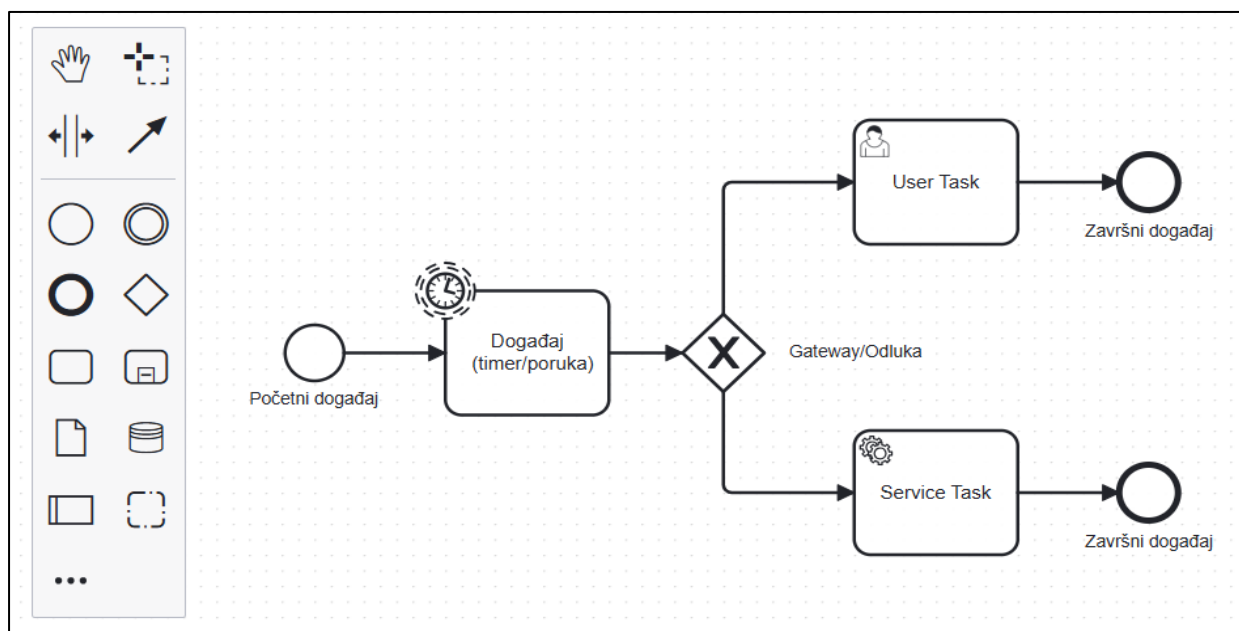 User Task
Završni događaj
Događaj
(timer/poruka)
Početni događaj
Gateway/Odluka
Service Task
Završni događaj